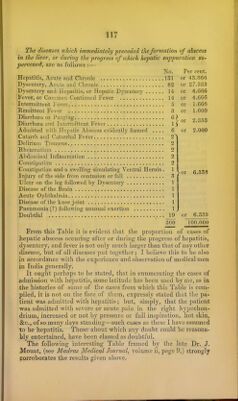 117
The diseases which immediately preceded the formation of abscess
in the liver, or during the progress of which hepatic suppuration su-
pervened, are as follows :—
No. Per cent.
Hepatitis, Acute and Chronic 131 or 43.666
Dysentery, Acute and Chronic 82 or 27.333
Dysentery and Hepatitis, or Hepatic Dysentery 14 or 4.666
Fever, or Common Continued Fever 14 or 4.666
Intermittent Fever 5 or 1.666
Remittent Fever 3 or 1.000
Diarrhœa or Purging 6
Diarrhœa and Intermittent Fever 1 or 2.333
Admitted with Hepatic Abscess evidently formed 6 or 2.000
Catarrh and Catarrhal Fever 2
Delirium Tremens 2
Rheumatism 2
Abdominal Inflammation 2
Constipation 2
Constipation and a swelling simulating Ventral Hernia 1 or 6.333
Injury of the side from contusion or fall 3
Ulcer on the leg followed by Dysentery 1
Disease of the Brain 1
Acute Ophthalmia 1
Disease of the knee joint 1
Pneumonia (?) following unusual exertion 1
Doubtful 19 or 6.333
300 100.000
From this Table it is evident that the proportion of cases of
hepatic abscess occuring after or during the progress of hepatitis,
dysentery, and fever is not only much larger than that of any other
disease, but of all diseases put together ; I believe this to be also
in accordance with the experience and observation of medical men
in India generally.
It ought perhaps to be stated, that in enumerating the cases of
admission with hepatitis, some latitude has been used by me, as in
the histories of some of the cases from which this Table is com-
piled, it is not on the face of them, expressly stated that the pa-
tient was admitted with hepatitis ; but, simply, that the patient
was admitted with severe or acute pain in the right hypochon-
drium, increased or not by pressure or full inspiration, hot skin,
&c., of so many days standing—such cases as these I have assumed
to be hepatitis. Those about which any doubt could be reason-
ably entertained, have been classed as doubtful.
The following interesting Table framed by the late Dr. J.
Mouat, (see Madras Medical Journal, volume ii, page 9,) strongly
corroborates the results given above.